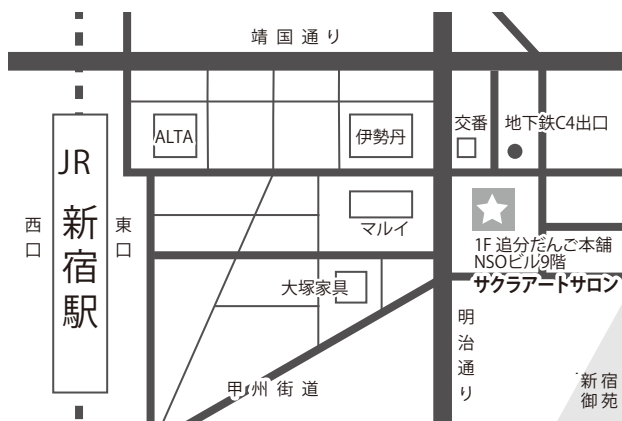 靖国通り
ALTA
伊勢丹
交番
地下鉄C4出口
JR
新宿駅
西口
東口
マルイ
1F 追分だんご本舗
NSOビル9階
サクラアートサロン
大塚家具
明治通り
甲州街道
新宿
御苑